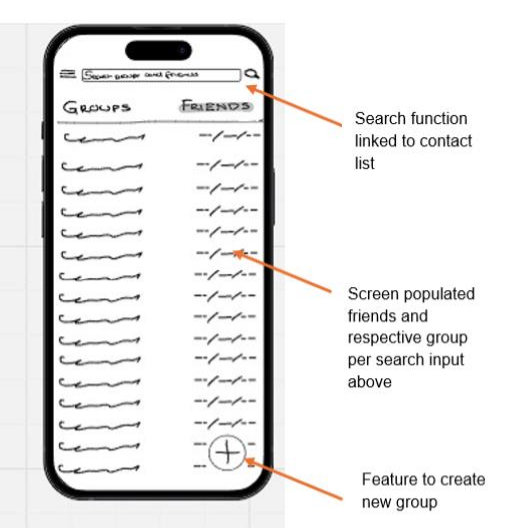 Search group and friends
GROUPS
FRIENDS
Search function
linked to contact
list
Screen populated
friends and
respective group
per search input
above
Feature to create
new group